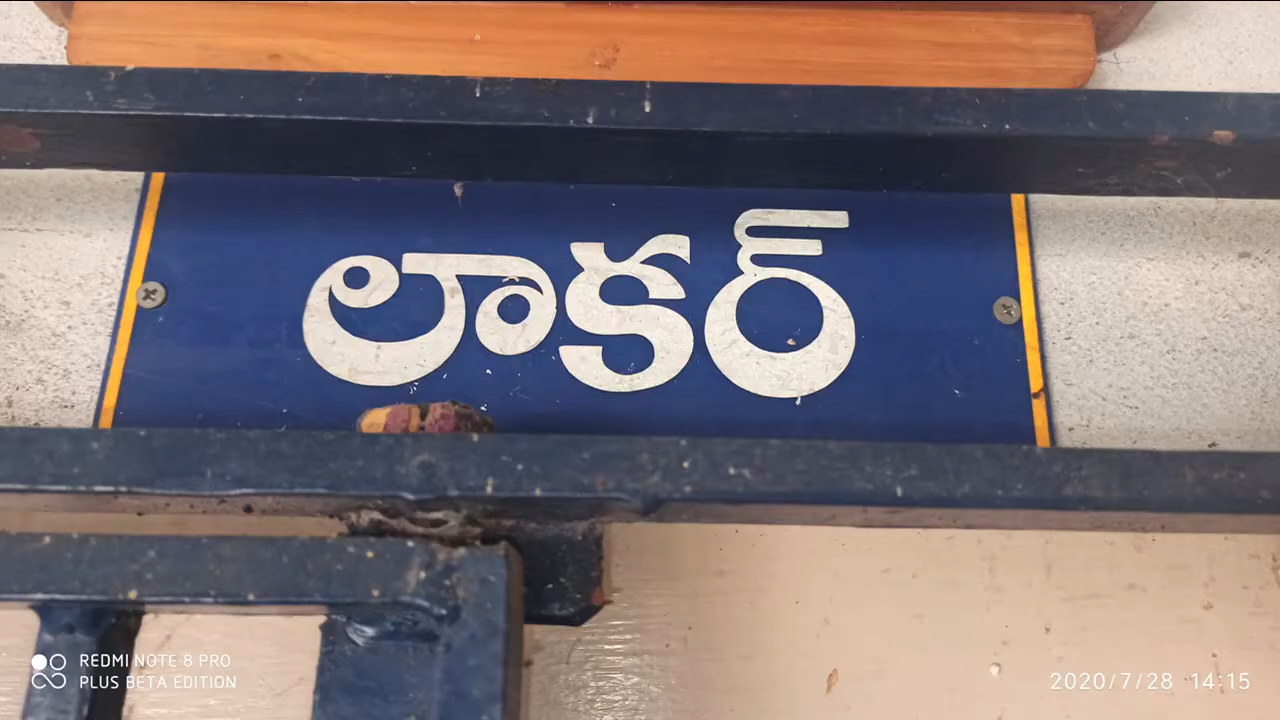 లాకర్
REDMI NOTE 8 PRO
PLUS BETA EDITION
2020/7/28 14:15